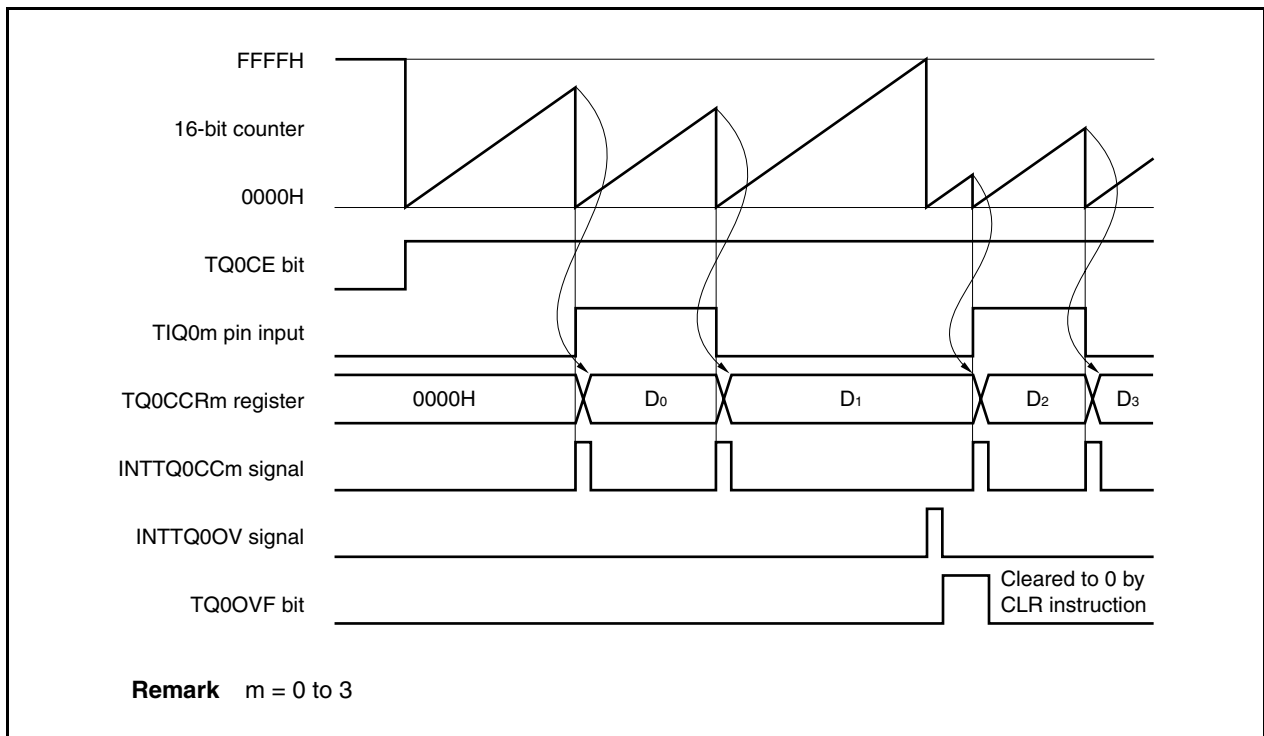 FFFFH
16-bit counter
0000H
TQ0CE bit
TIQ0m pin input
TQ0CCRm register
0000H D0 D1 D2 D3
INTTQ0CCm signal
INTTQ0OV signal
TQ0OVF bit
Cleared to 0 by
CLR instruction
Remark m = 0 to 3